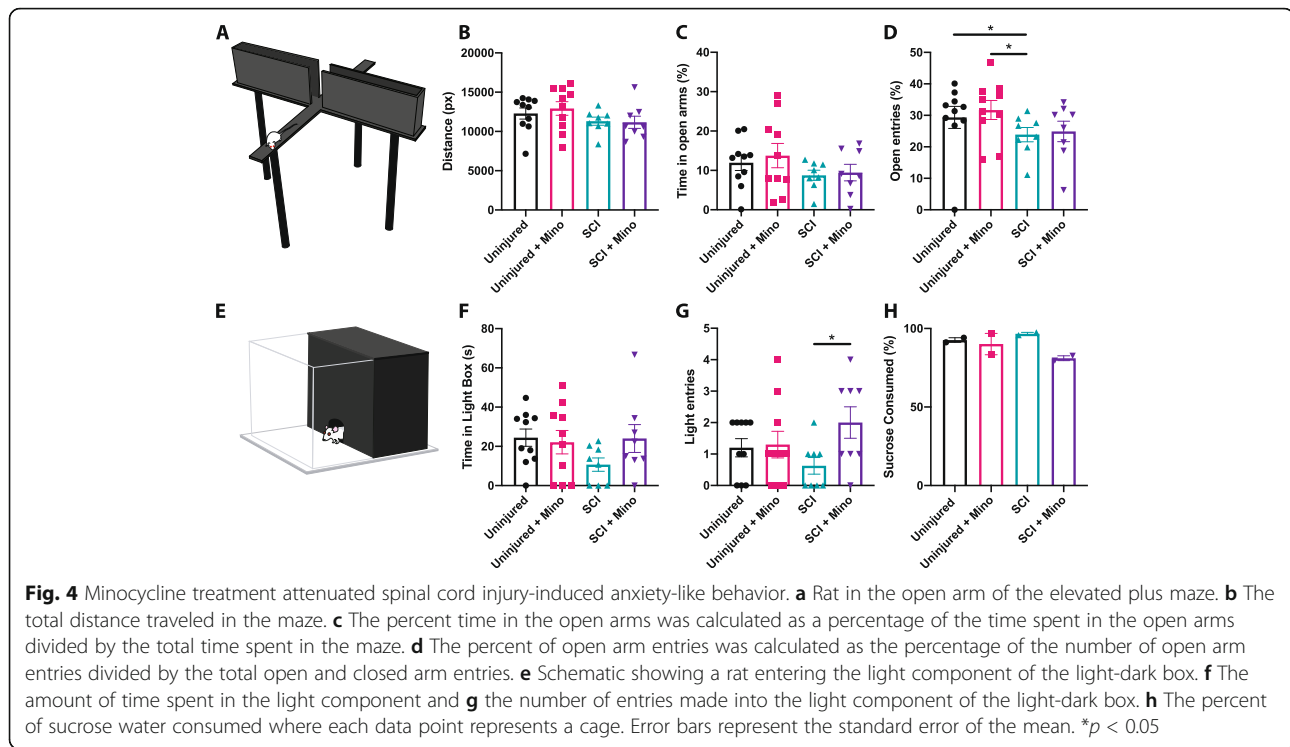 A
B
20000
15000
10000
5000
0
Distance (px)
Uninjured
Uninjured + Mino
SCI
SCI + Mino
C
40
30
20
10
0
Time in open arms (%)
Uninjured
Uninjured + Mino
SCI
SCI + Mino
D
*
*
60
50
40
30
20
10
0
Open entries (%)
Uninjured
Uninjured + Mino
SCI
SCI + Mino
E
F
80
60
40
20
0
Time in Light Box (s)
Uninjured
Uninjured + Mino
SCI
SCI + Mino
G
*
5
4
3
2
1
0
Light entries
Uninjured
Uninjured + Mino
SCI
SCI + Mino
H
100
50
0
Sucrose Consumed (%)
Uninjured
Uninjured + Mino
SCI
SCI + Mino
Fig. 4 Minocycline treatment attenuated spinal cord injury-induced anxiety-like behavior. a Rat in the open arm of the elevated plus maze. b The
total distance traveled in the maze. c The percent time in the open arms was calculated as a percentage of the time spent in the open arms
divided by the total time spent in the maze. d The percent of open arm entries was calculated as the percentage of the number of open arm
entries divided by the total open and closed arm entries. e Schematic showing a rat entering the light component of the light-dark box. f The
amount of time spent in the light component and g the number of entries made into the light component of the light-dark box. h The percent
of sucrose water consumed where each data point represents a cage. Error bars represent the standard error of the mean. *p < 0.05